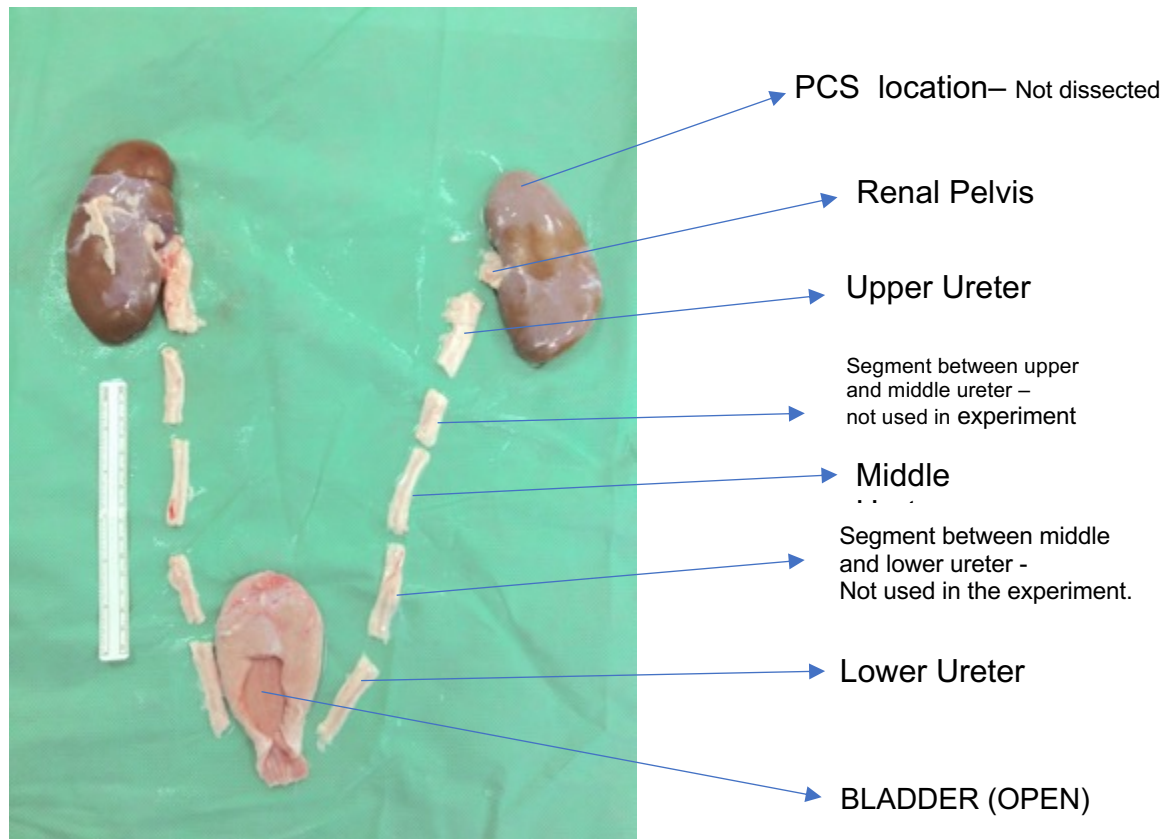 PCS location– Not dissected
Renal Pelvis
Upper Ureter
Segment between upper
and middle ureter –
not used in experiment
Middle
Segment between middle
and lower ureter -
Not used in the experiment.
Lower Ureter
BLADDER (OPEN)